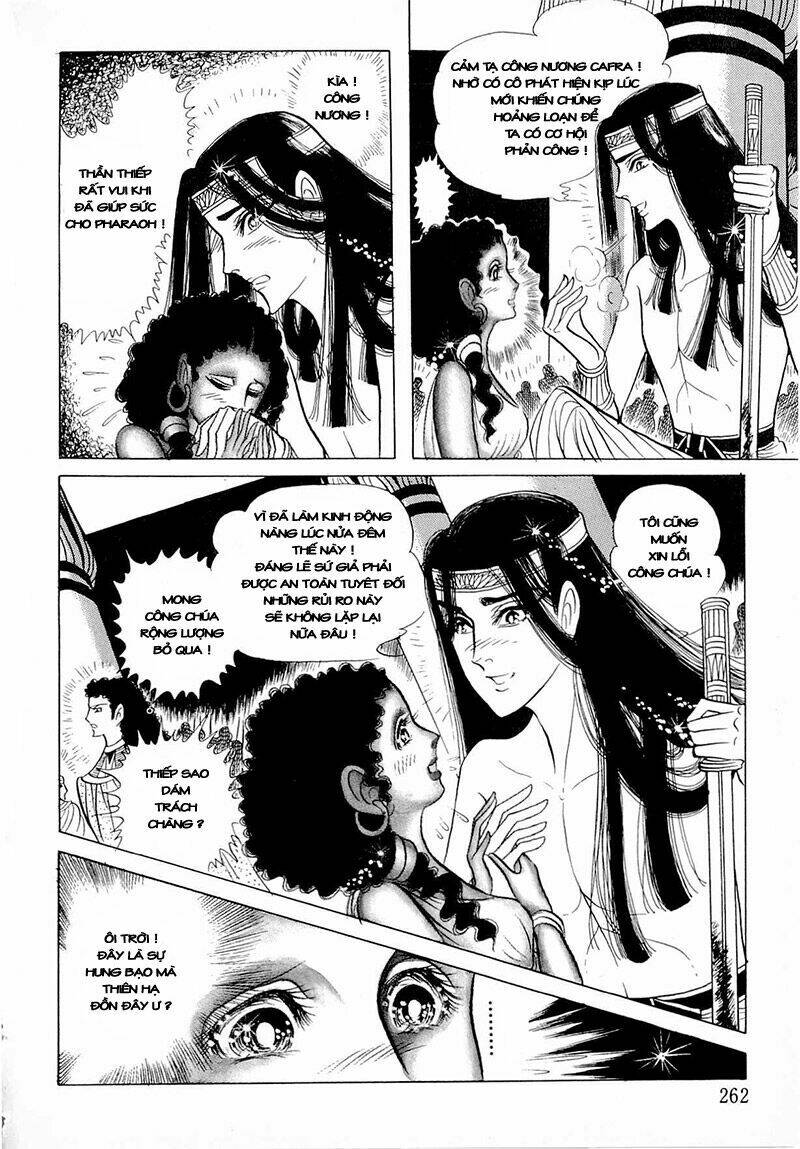 CẢM TẠ CÔNG NƯƠNG CAFRA !
NHỜ CÓ CÔ PHÁT HIỆN KỊP LÚC
MỚI KHIẾN CHÚNG
HOẢNG LOẠN ĐỂ
TA CÓ CƠ HỘI
PHẢN CÔNG !
KÌA !
CÔNG
NƯƠNG !
THẦN THIẾP
RẤT VUI KHI
ĐÃ GIÚP SỨC
CHO PHARAOH !
TÔI CŨNG
MUỐN
XIN LỖI
CÔNG CHÚA !
VÌ ĐÃ LÀM KINH ĐỘNG
NÀNG LÚC NỬA ĐÊM
THẾ NÀY !
ĐÁNG LẼ SỨ GIẢ PHẢI
ĐƯỢC AN TOÀN TUYỆT ĐỐI
NHỮNG RỦI RO NÀY
SẼ KHÔNG LẶP LẠI
NỮA ĐÂU !
MONG
CÔNG CHÚA
RỘNG LƯỢNG
BỎ QUA !
THIẾP SAO
DÁM
TRÁCH
CHÀNG ?
ÔI TRỜI !
ĐÂY LÀ SỰ
HUNG BẠO MÀ
THIÊN HẠ
ĐỒN ĐÂY Ư ?
262